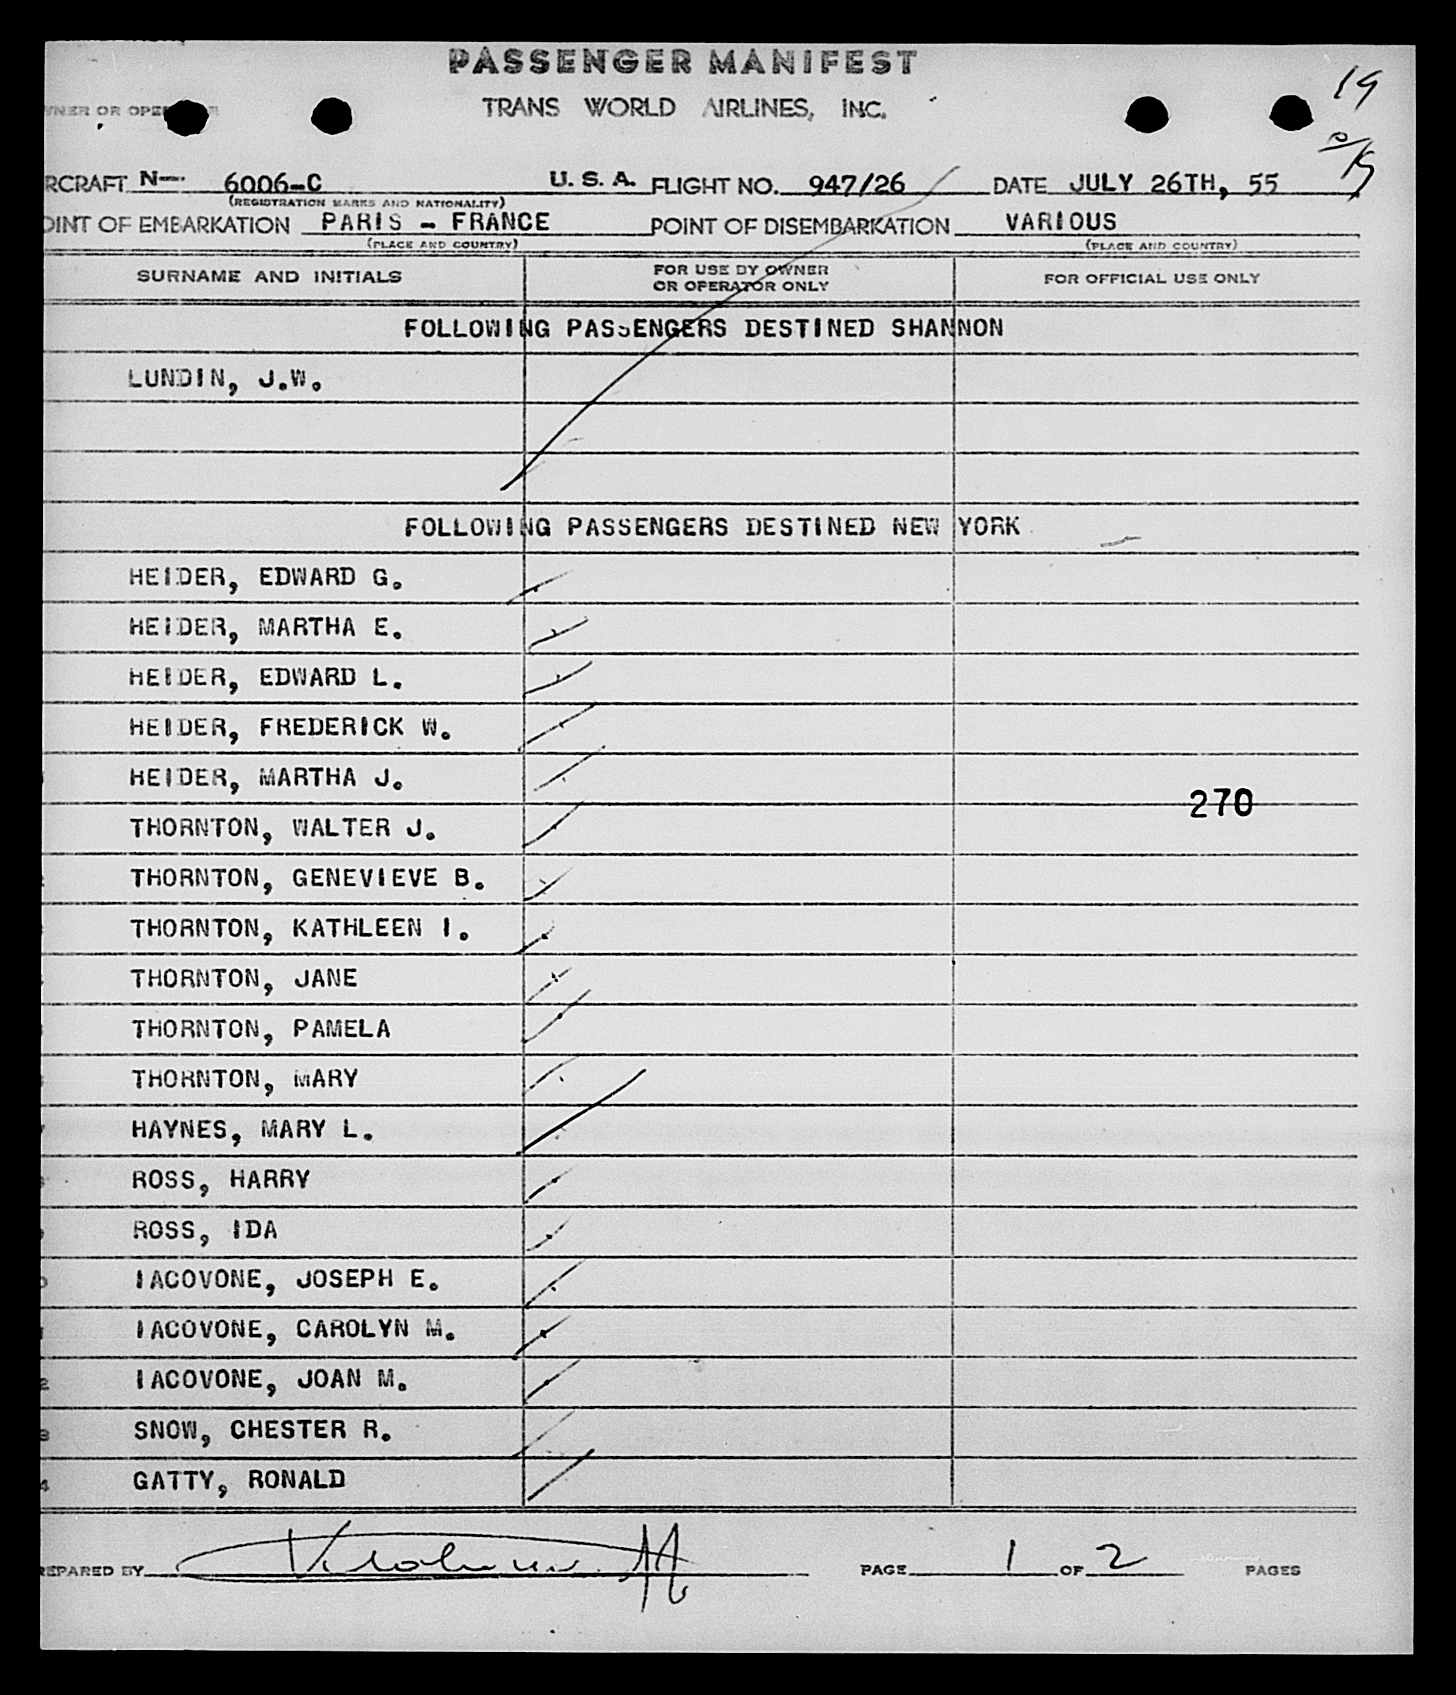 PASSENGER MANIFEST
TRANS WORLD AIRLINES, INC.
19
RCRAFT N— 6006-C U. S. A. FLIGHT NO. 947/26 DATE JULY 26TH, 55
(REGISTRATION MARKS AND NATIONALITY)
OINT OF EMBARKATION PARIS - FRANCE POINT OF DISEMBARKATION VARIOUS
(PLACE AND COUNTRY) (PLACE AND COUNTRY)
SURNAME AND INITIALS FOR USE BY OWNER OR OPERATOR ONLY FOR OFFICIAL USE ONLY
FOLLOWING PASSENGERS DESTINED SHANNON
LUNDIN, J.W.
FOLLOWING PASSENGERS DESTINED NEW YORK
HEIDER, EDWARD G.
HEIDER, MARTHA E.
HEIDER, EDWARD L.
HEIDER, FREDERICK W.
HEIDER, MARTHA J.
270
THORNTON, WALTER J.
THORNTON, GENEVIEVE B.
THORNTON, KATHLEEN I.
THORNTON, JANE
THORNTON, PAMELA
THORNTON, MARY
HAYNES, MARY L.
ROSS, HARRY
ROSS, IDA
IACOVONE, JOSEPH E.
IACOVONE, CAROLYN M.
IACOVONE, JOAN M.
SNOW, CHESTER R.
GATTY, RONALD
REPARED BY PAGE 1 OF 2 PAGES